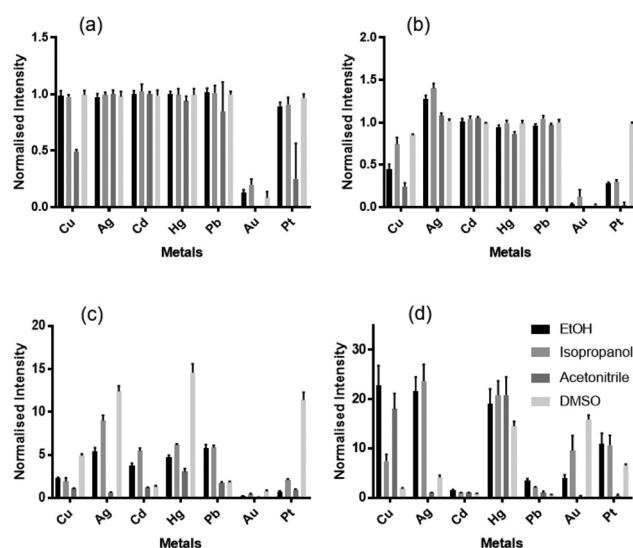 (a)
Normalised Intensity
1.5
1.0
0.5
0.0
Cu Ag Cd Hg Pb Au Pt
Metals
(b)
Normalised Intensity
2.0
1.5
1.0
0.5
0.0
Cu Ag Cd Hg Pb Au Pt
Metals
(c)
Normalised Intensity
20
15
10
5
0
Cu Ag Cd Hg Pb Au Pt
Metals
(d)
Normalised Intensity
30
20
10
0
Cu Ag Cd Hg Pb Au Pt
Metals
EtOH
Isopropanol
Acetonitrile
DMSO